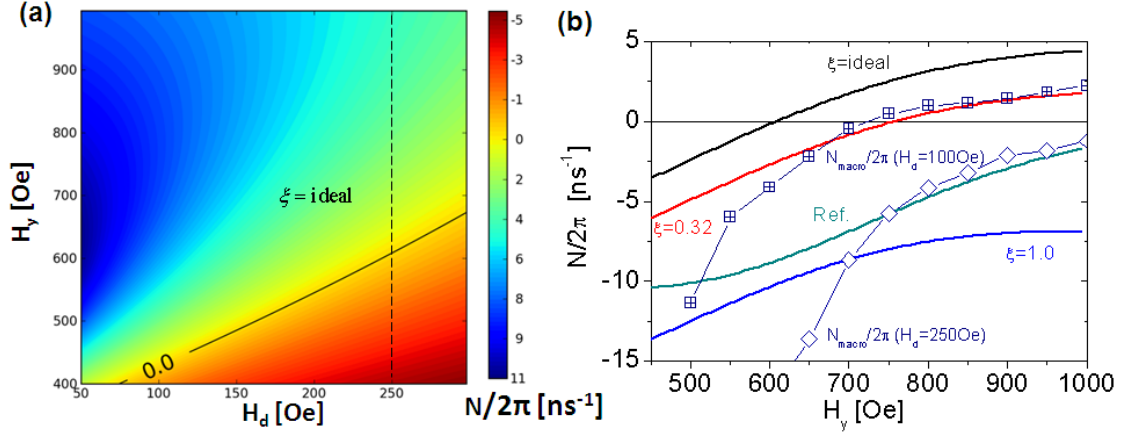 (a)
H_y [Oe]
900
800
700
600
500
400
50
100
150
200
250
H_d [Oe]
ξ = ideal
0.0
-5
-3
-1
0
1
2
4
5
6
8
9
11
N/2π [ns⁻¹]
(b)
N/2π [ns⁻¹]
5
0
-5
-10
-15
500
600
700
800
900
1000
H_y [Oe]
ξ=ideal
N_macro/2π (H_d=100Oe)
Ref.
ξ=0.32
ξ=1.0
N_macro/2π (H_d=250Oe)